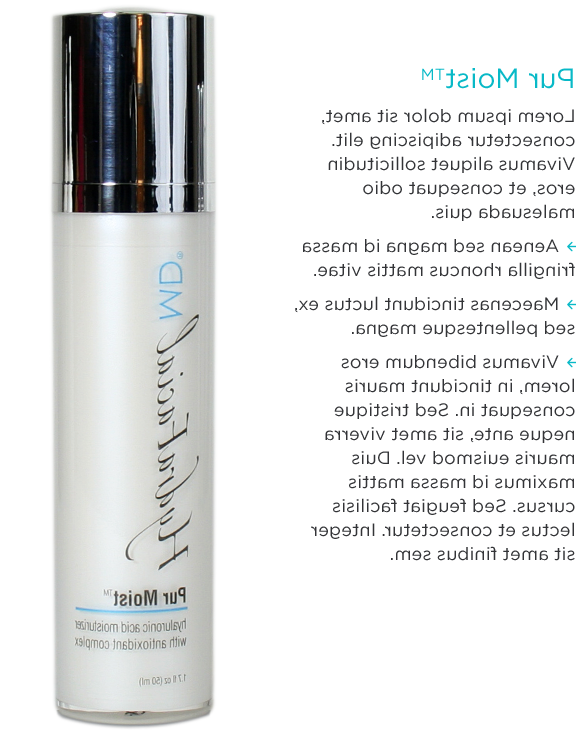 Pur Moist™
Lorem ipsum dolor sit amet,
consectetur adipiscing elit.
Vivamus aliquet sollicitudin
eros, et consequat odio
malesuada quis.
→ Aenean sed magna id massa
fringilla rhoncus mattis vitae.
→ Maecenas tincidunt luctus ex,
sed pellentesque magna.
→ Vivamus bibendum eros
lorem, in tincidunt mauris
consequat in. Sed tristique
neque ante, sit amet viverra
mauris euismod vel. Duis
maximus id massa mattis
cursus. Sed feugiat facilisis
lectus et consectetur. Integer
sit amet finibus sem.
HydraFacial MD®
Pur Moist™
hyaluronic acid moisturizer
with antioxidant complex
1.7 fl oz (50 ml)